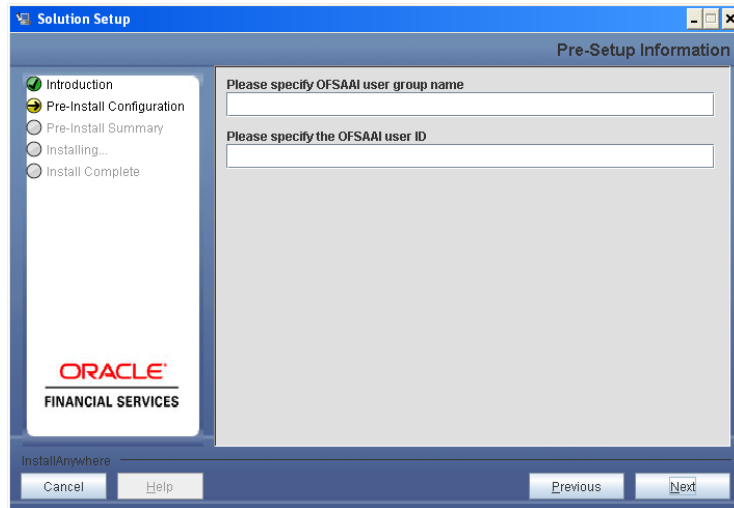 Solution Setup
Pre-Setup Information
Introduction
Pre-Install Configuration
Pre-Install Summary
Installing...
Install Complete
Please specify OFSAAI user group name
Please specify the OFSAAI user ID
ORACLE
FINANCIAL SERVICES
InstallAnywhere
Cancel
Help
Previous
Next